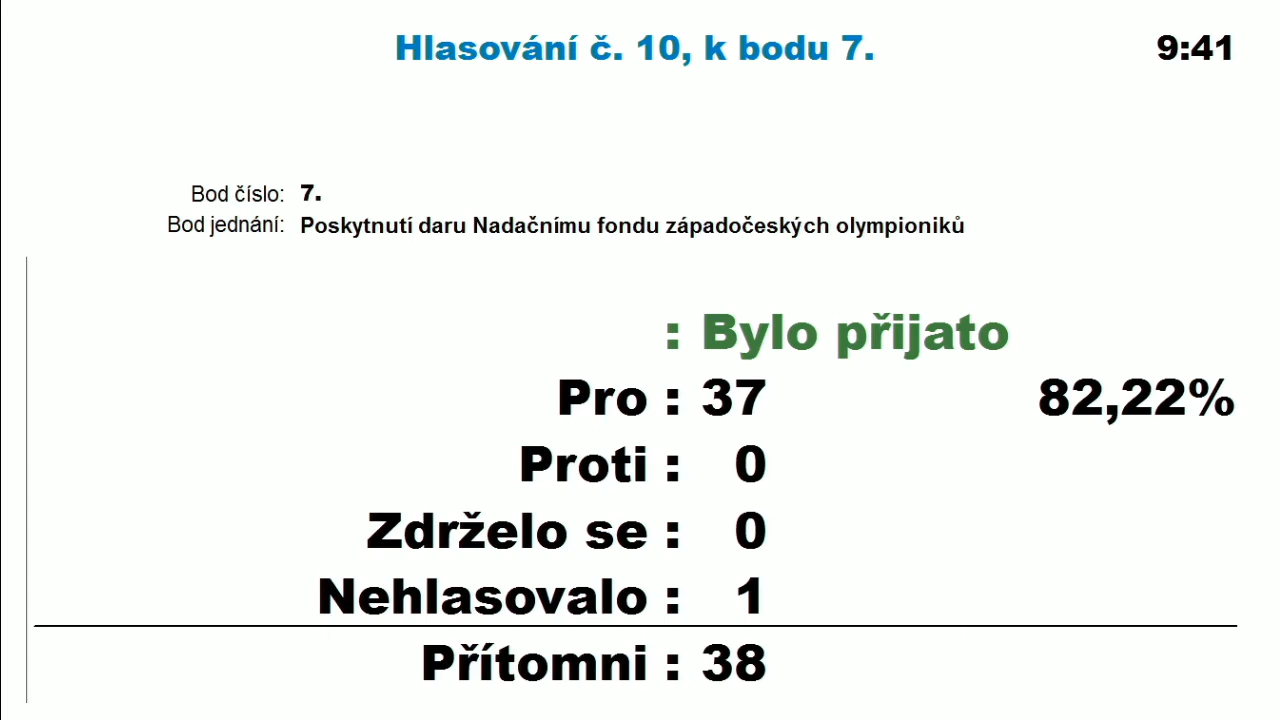 Hlasování č. 10, k bodu 7. 9:41
Bod číslo: 7.
Bod jednání: Poskytnutí daru Nadačnímu fondu západočeských olympioniků
: Bylo přijato
Pro : 37 82,22%
Proti : 0
Zdrželo se : 0
Nehlasovalo : 1
Přítomni : 38